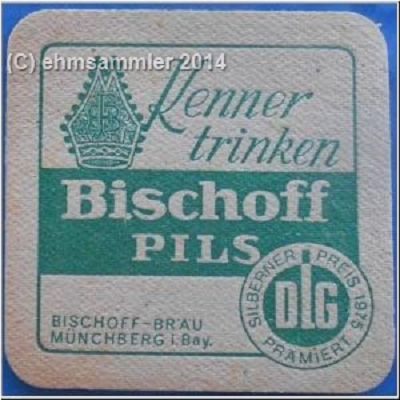 (C) ehmsammler 2014
Kenner
trinken
Bischoff
PILS
BISCHOFF-BRÄU
MÜNCHBERG i.Bay.
SILBERNER PREIS 1975
DLG
PRÄMIERT